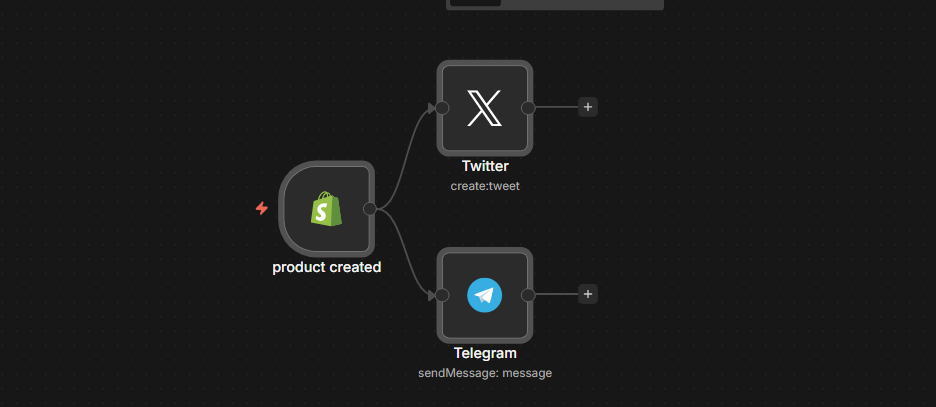 Twitter
create:tweet
product created
Telegram
sendMessage: message